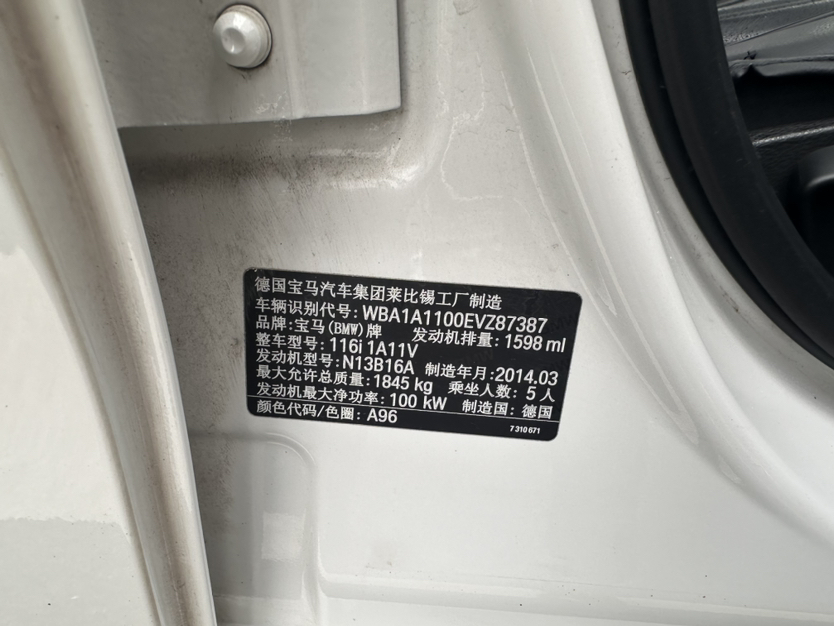 德国宝马汽车集团莱比锡工厂制造
车辆识别代号: WBA1A1100EVZ87387
品牌: 宝马(BMW)牌 发动机排量: 1598 ml
整车型号: 116i 1A11V
发动机型号: N13B16A 制造年月: 2014.03
最大允许总质量: 1845 kg 乘坐人数: 5 人
发动机最大净功率: 100 kW 制造国: 德国
颜色代码/色圈: A96
7310671